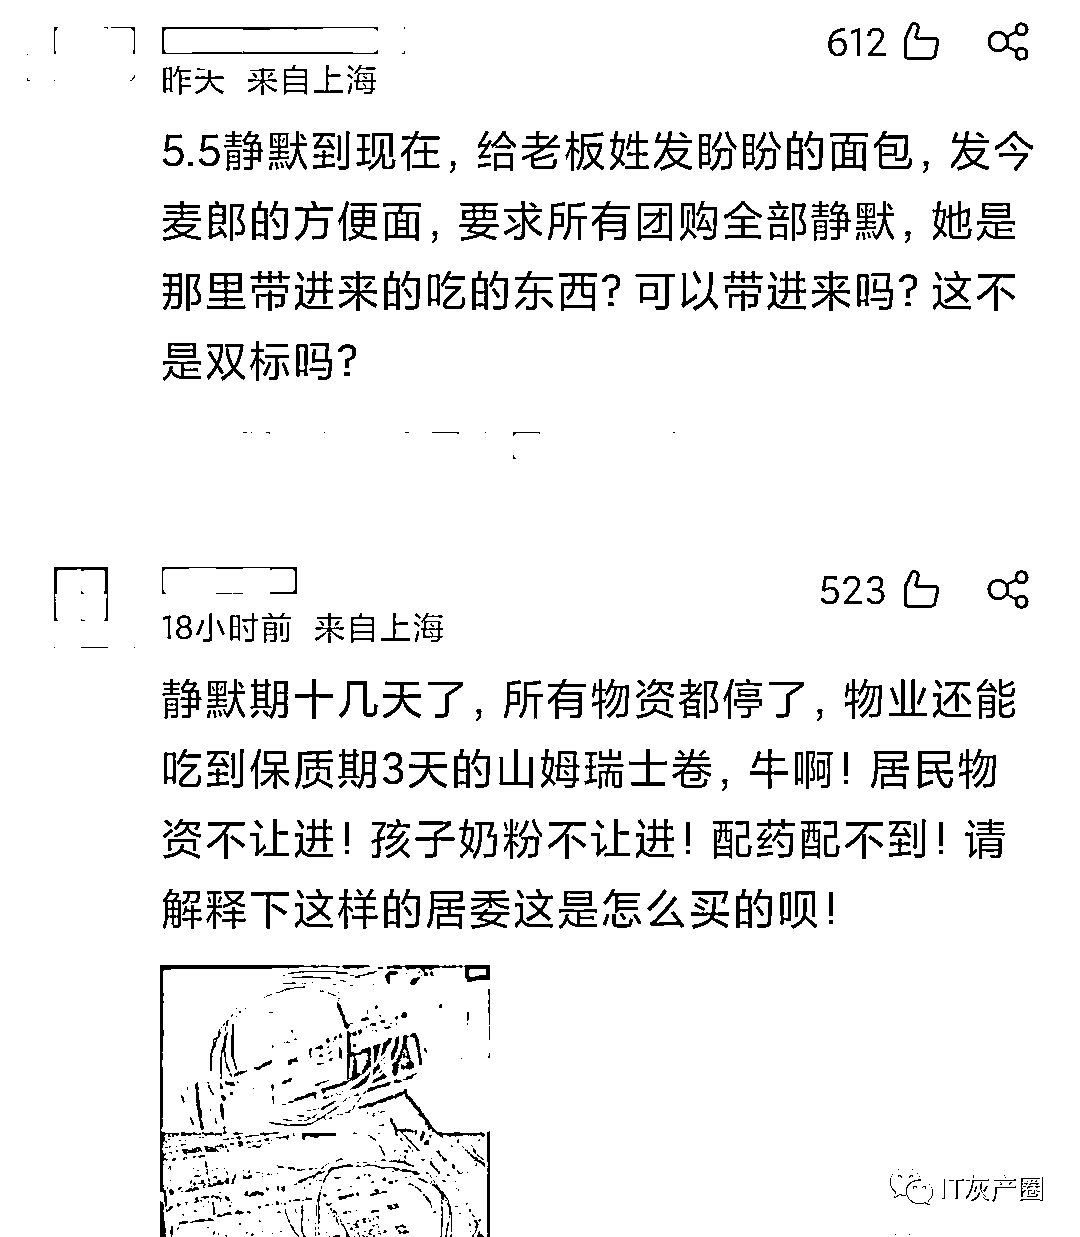 612
昨天 来自上海
5.5静默到现在，给老板姓发盼盼的面包，发今
麦郎的方便面，要求所有团购全部静默，她是
那里带进来的吃的东西？可以带进来吗？这不
是双标吗？
523
18小时前 来自上海
静默期十几天了，所有物资都停了，物业还能
吃到保质期3天的山姆瑞士卷，牛啊！居民物
资不让进！孩子奶粉不让进！配药配不到！请
解释下这样的居委这是怎么买的呗！
IT灰产圈